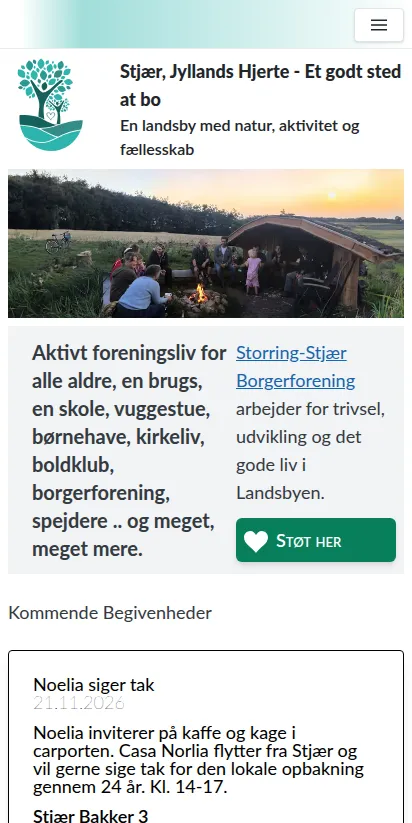 Stjær, Jyllands Hjerte - Et godt sted
at bo
En landsby med natur, aktivitet og
fællesskab
Aktivt foreningsliv for
alle aldre, en brugs,
en skole, vuggestue,
børnehave, kirkeliv,
boldklub,
borgerforening,
spejdere .. og meget,
meget mere.
Storring-Stjær
Borgerforening
arbejder for trivsel,
udvikling og det
gode liv i
Landsbyen.
Støt her
Kommende Begivenheder
Noelia siger tak
21.11.2026
Noelia inviterer på kaffe og kage i
carporten. Casa Norlia flytter fra Stjær og
vil gerne sige tak for den lokale opbakning
gennem 24 år. Kl. 14-17.
Stjær Bakker 3